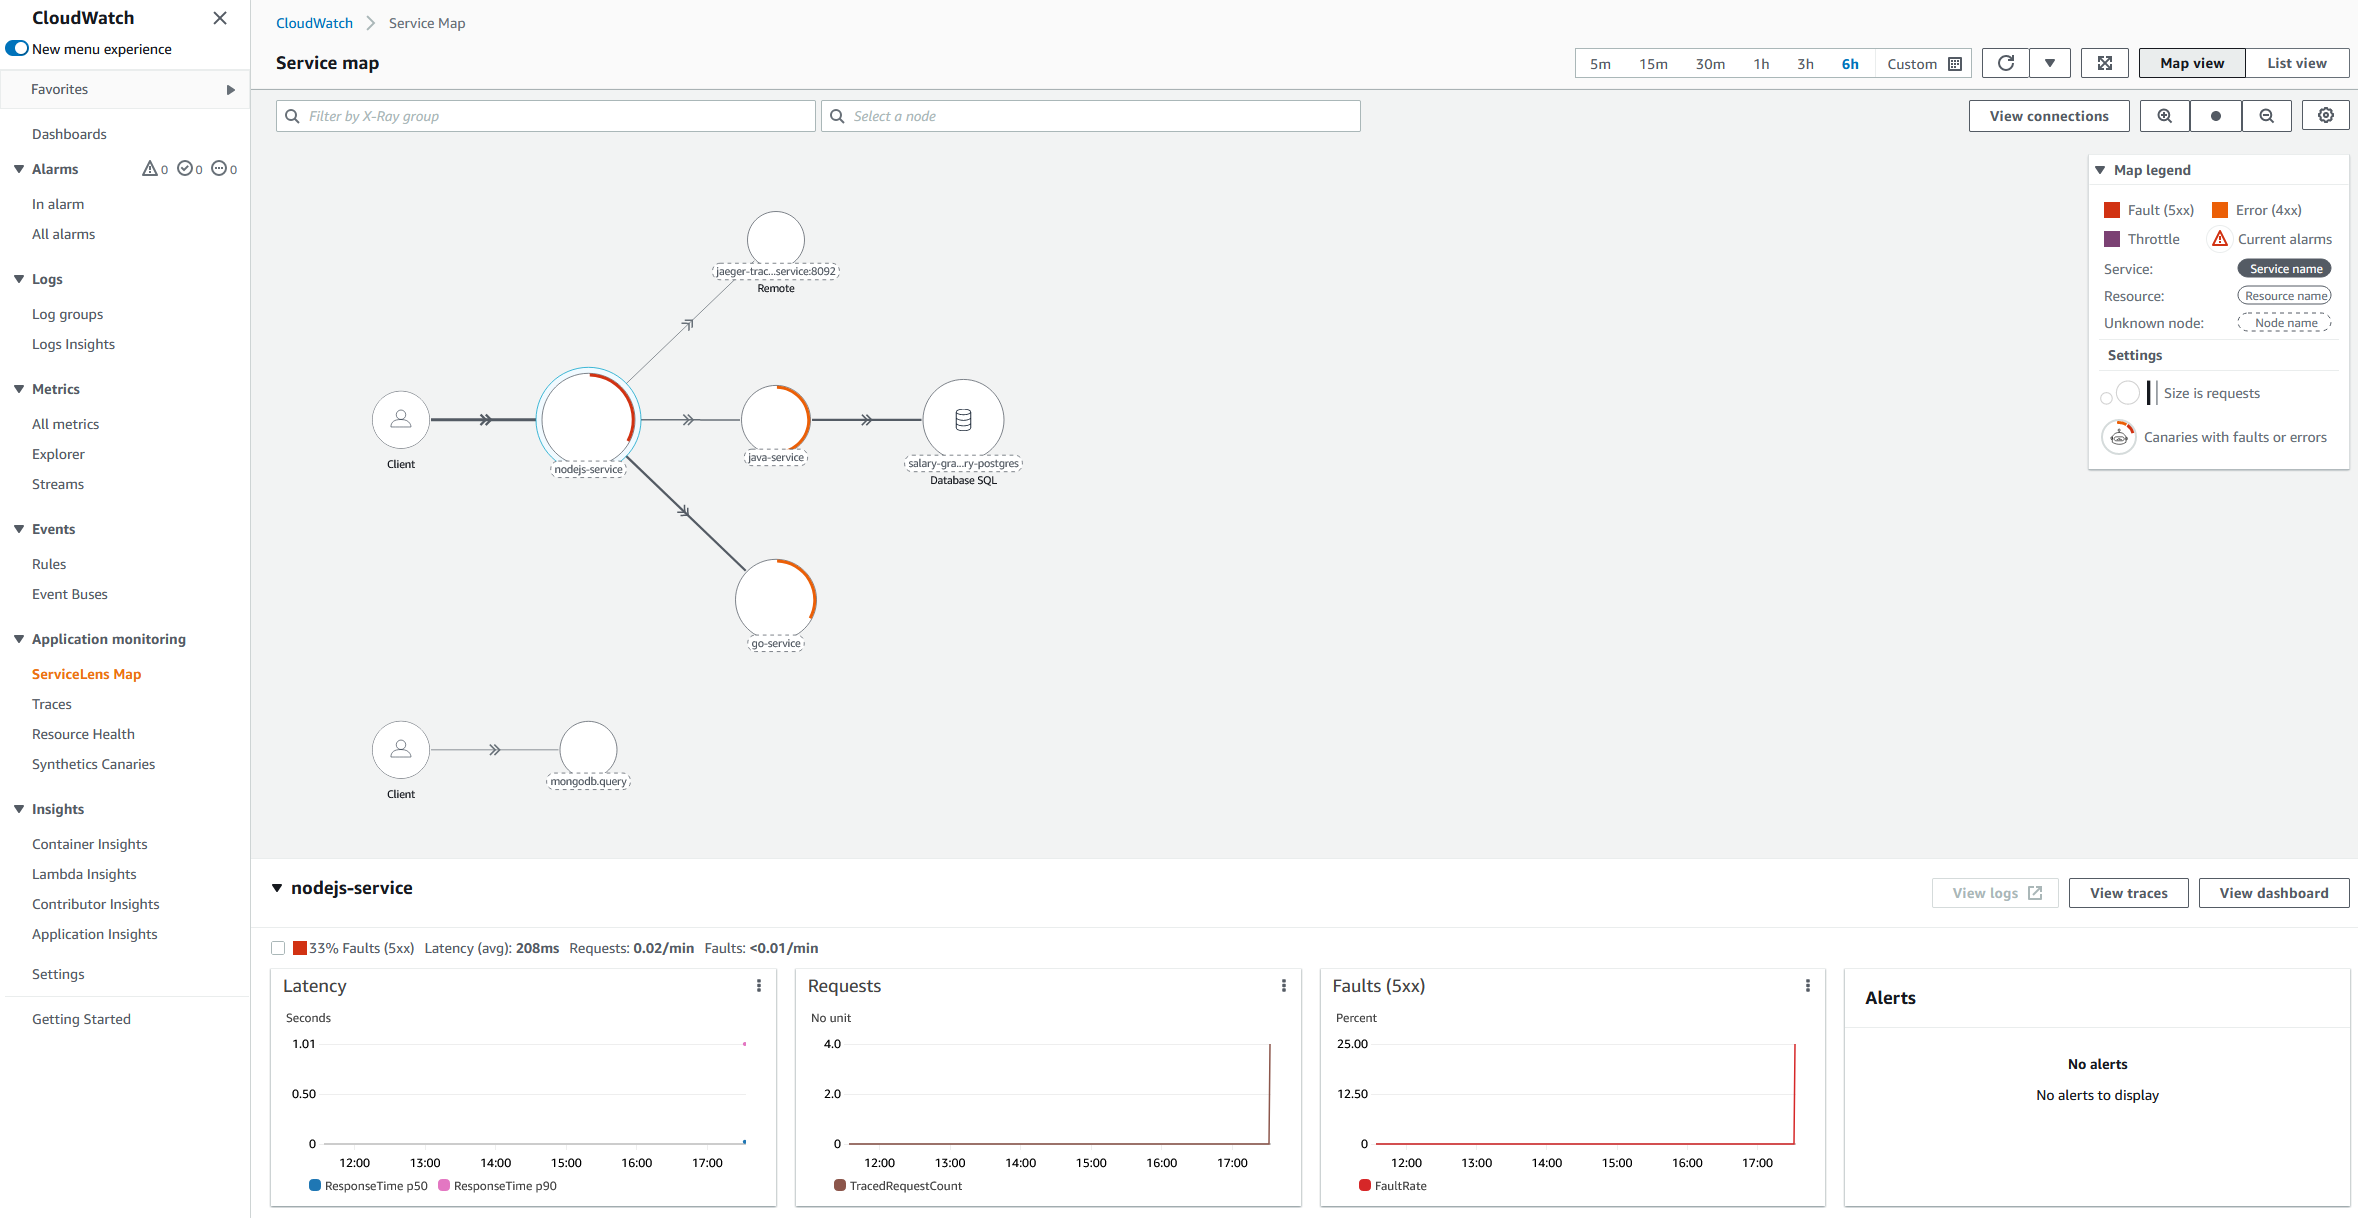 CloudWatch
New menu experience
Favorites
Dashboards
Alarms 0 0 0
In alarm
All alarms
Logs
Log groups
Logs Insights
Metrics
All metrics
Explorer
Streams
Events
Rules
Event Buses
Application monitoring
ServiceLens Map
Traces
Resource Health
Synthetics Canaries
Insights
Container Insights
Lambda Insights
Contributor Insights
Application Insights
Settings
Getting Started
CloudWatch Service Map
Service map
5m 15m 30m 1h 3h 6h Custom
Map view List view
Filter by X-Ray group
Select a node
View connections
Map legend
Fault (5xx) Error (4xx)
Throttle Current alarms
Service: Service name
Resource: Resource name
Unknown node: Node name
Settings
Size is requests
Canaries with faults or errors
jaeger-trac...service:8092
Remote
Client
nodejs-service
java-service
salary-gra...ry-postgres
Database SQL
go-service
Client
mongodb.query
nodejs-service
View logs View traces View dashboard
33% Faults (5xx) Latency (avg): 208ms Requests: 0.02/min Faults: <0.01/min
Latency
Seconds
1.01
0.50
0
12:00 13:00 14:00 15:00 16:00 17:00
ResponseTime p50 ResponseTime p90
Requests
No unit
4.0
2.0
0
12:00 13:00 14:00 15:00 16:00 17:00
TracedRequestCount
Faults (5xx)
Percent
25.00
12.50
0
12:00 13:00 14:00 15:00 16:00 17:00
FaultRate
Alerts
No alerts
No alerts to display